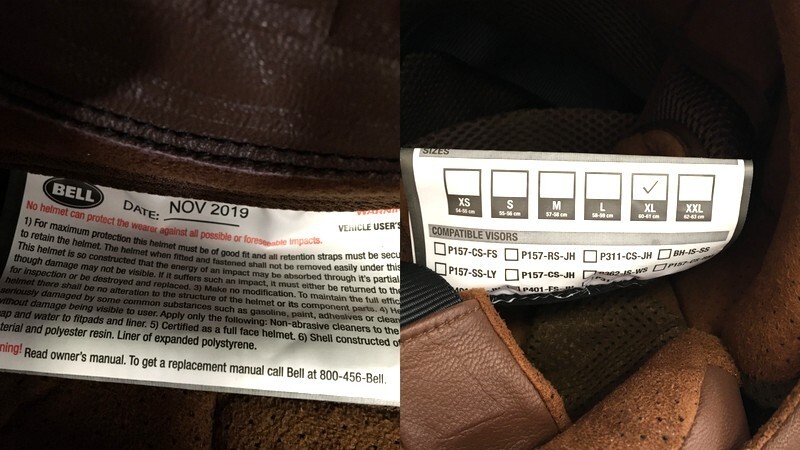 BELL
DATE: NOV 2019
WARNIN
No helmet can protect the wearer against all possible or foreseeable impacts.
VEHICLE USER'S
1) For maximum protection this helmet must be of good fit and all retention straps must be secu
to retain the helmet. The helmet when fitted and fastened shall not be removed easily under this
This helmet is so constructed that the energy of an impact may be absorbed through it's partial
though damage may not be visible. If it suffers such an impact, it must either be returned to the
for inspection or be destroyed and replaced. 3) Make no modification
helmet there shall be no alteration to the structure of the helmet or its component parts. 4) He
seriously damaged by some common substances such as gasoline, paint, adhesives or clean
without damage being visible to user. Apply only the following: Non-abrasive cleaners to the
ap and water to fitpads and liner. 5) Certified as a full face helmet. 6) Shell constructed of
terial and polyester resin. Liner of expanded polystyrene.
ning! Read owner's manual. To get a replacement manual call Bell at 800-456-Bell.
SIZES
XS S M L ✓ XL XXL
54-55 cm 55-56 cm 57-58 cm 58-59 cm 60-61 cm 62-63 cm
COMPATIBLE VISORS
P157-CS-FS P157-RS-JH P311-CS-JH BH-IS-SS
P157-SS-LY P157-CS-JH